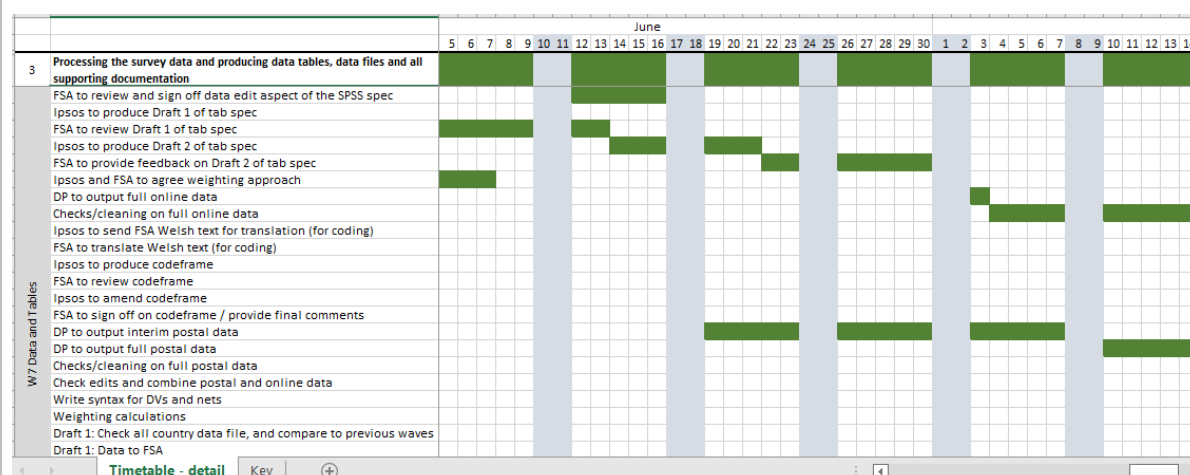 June
5 6 7 8 9 10 11 12 13 14 15 16 17 18 19 20 21 22 23 24 25 26 27 28 29 30 1 2 3 4 5 6 7 8 9 10 11 12 13
3 Processing the survey data and producing data tables, data files and all
supporting documentation
W7 Data and Tables
FSA to review and sign off data edit aspect of the SPSS spec
Ipsos to produce Draft 1 of tab spec
FSA to review Draft 1 of tab spec
Ipsos to produce Draft 2 of tab spec
FSA to provide feedback on Draft 2 of tab spec
Ipsos and FSA to agree weighting approach
DP to output full online data
Checks/cleaning on full online data
Ipsos to send FSA Welsh text for translation (for coding)
FSA to translate Welsh text (for coding)
Ipsos to produce codeframe
FSA to review codeframe
Ipsos to amend codeframe
FSA to sign off on codeframe / provide final comments
DP to output interim postal data
DP to output full postal data
Checks/cleaning on full postal data
Check edits and combine postal and online data
Write syntax for DVs and nets
Weighting calculations
Draft 1: Check all country data file, and compare to previous waves
Draft 1: Data to FSA
Timetable - detail Key